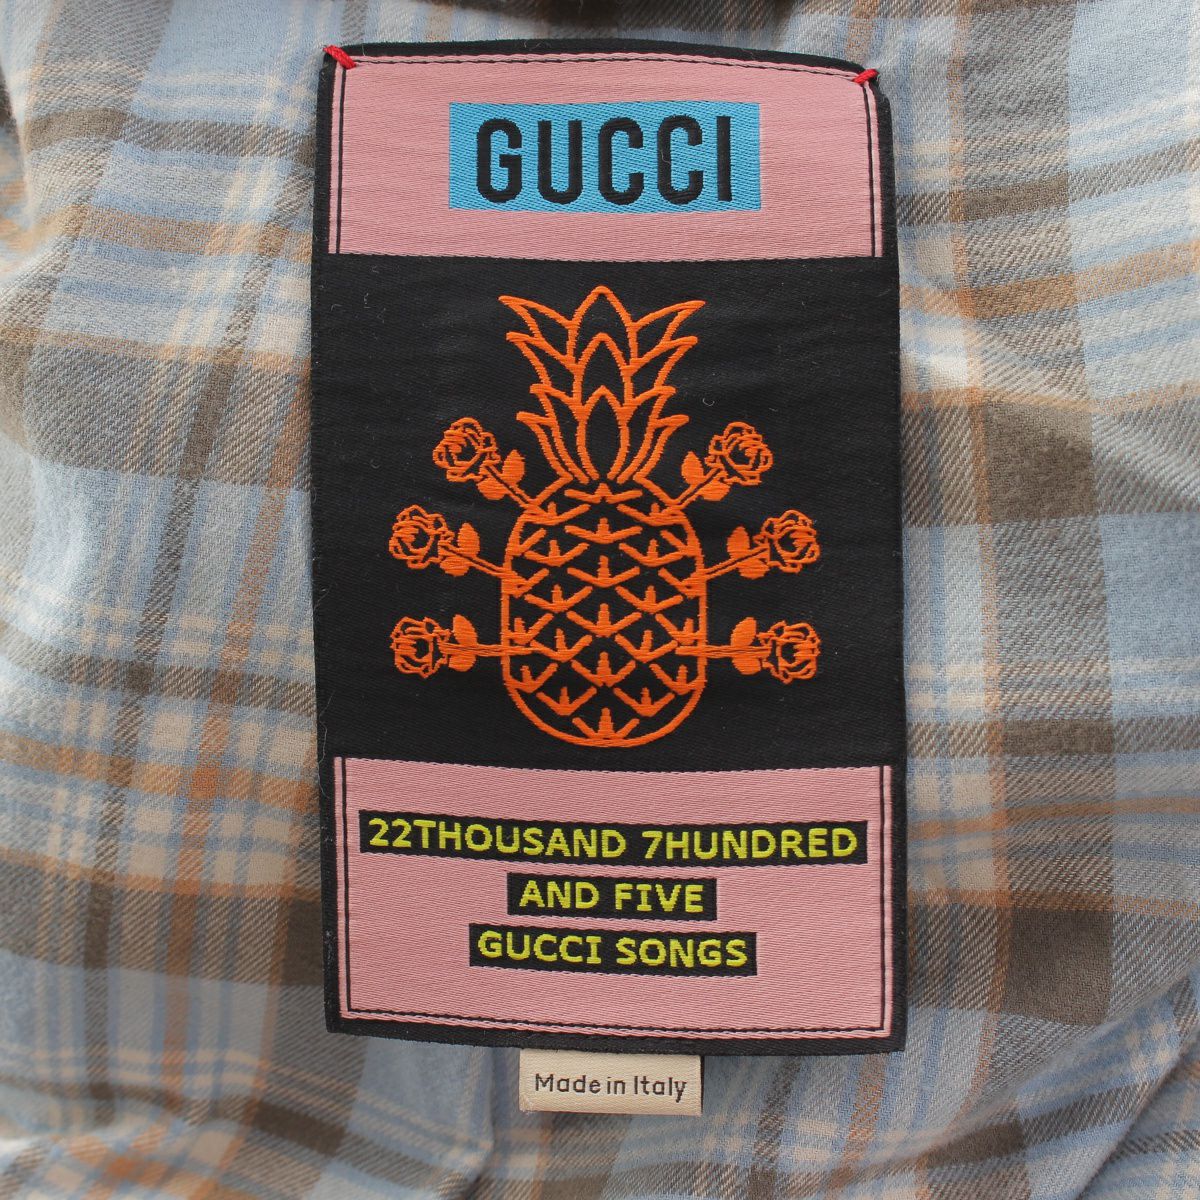 GUCCI
22THOUSAND 7HUNDRED
AND FIVE
GUCCI SONGS
Made in Italy